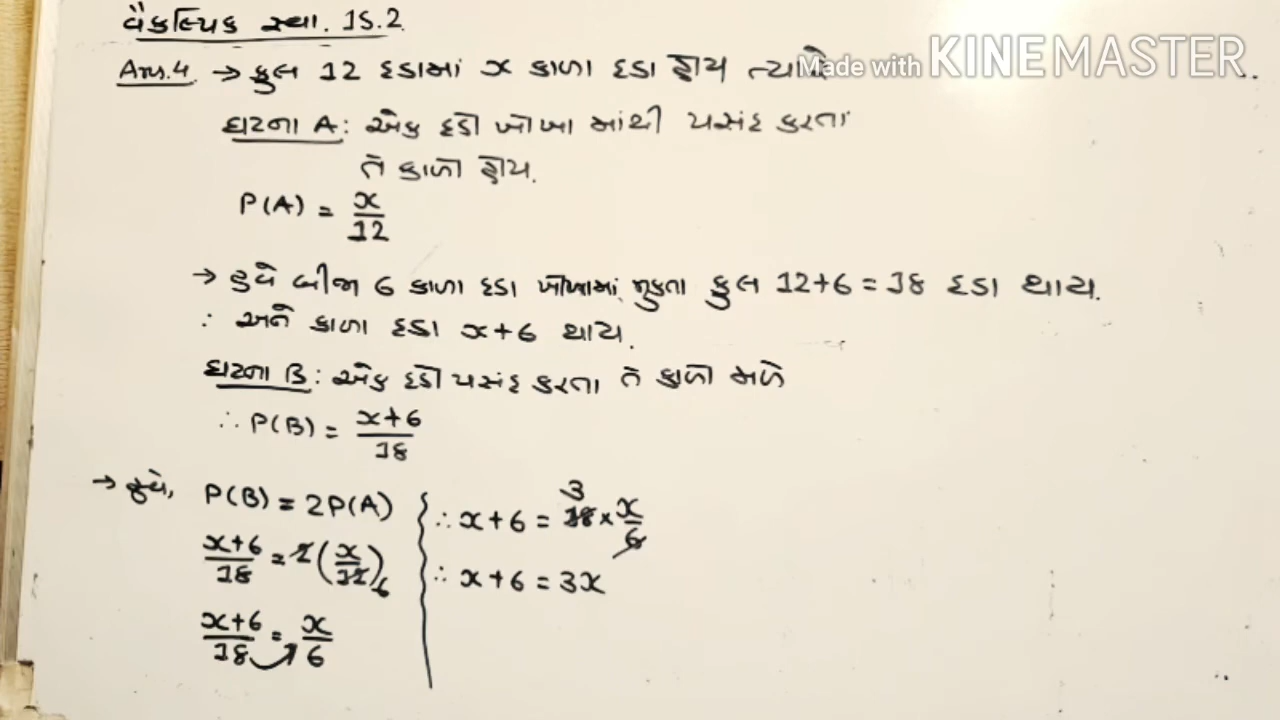 વૈકલ્પિક સ્વા. 15.2
Ans.4 → કુલ 12 દડામાં x કાળા દડા હોય ત્યારે
Made with KINEMASTER
ઘટના A: એક દડો ખોખામાંથી પસંદ કરતાં
તે કાળો હોય.
P(A) = x/12
→ હવે બીજા 6 કાળા દડા ખોખામાં મુકતા કુલ 12+6=18 દડા થાય.
∴ અને કાળા દડા x+6 થાય.
ઘટના B: એક દડો પસંદ કરતા તે કાળો મળે
∴ P(B) = x+6/18
→ હવે, P(B) = 2P(A)
x+6/18 = 2(x/12) 6
x+6/18 = x/6
∴ x+6 = 18 3 × x/6
∴ x+6 = 3x